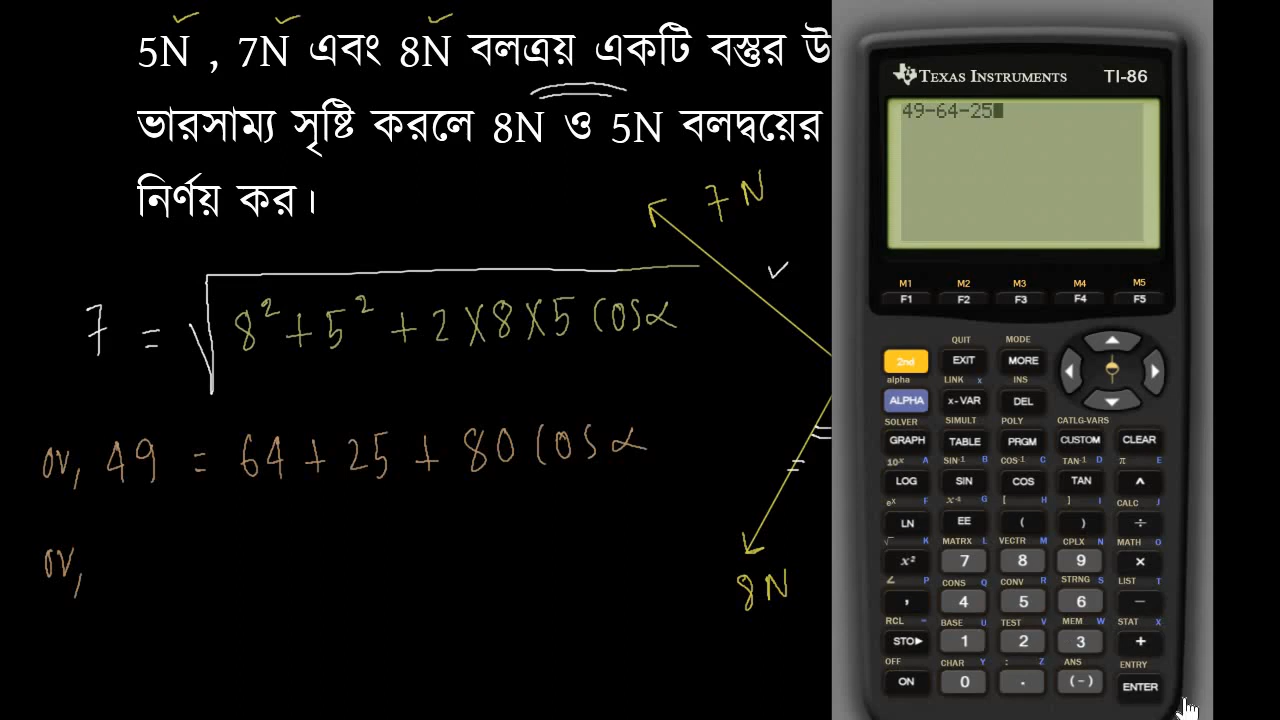 5N , 7N এবং 8N বলত্রয় একটি বস্তুর উ
ভারসাম্য সৃষ্টি করলে 8N ও 5N বলদ্বয়ের
নির্ণয় কর।
7N
7 = √ 8² + 5² + 2 × 8 × 5 Cosα
or, 49 = 64 + 25 + 80 Cosα
or,
8N
TEXAS INSTRUMENTS TI-86
49-64-25
M1 M2 M3 M4 M5
F1 F2 F3 F4 F5
QUIT MODE
2nd EXIT MORE
alpha LINK x INS
ALPHA x-VAR DEL
SOLVER SIMULT POLY CATLG-VARS
GRAPH TABLE PRGM CUSTOM CLEAR
10ˣ A SIN⁻¹ B COS⁻¹ C TAN⁻¹ D π E
LOG SIN COS TAN ^
eˣ F x⁻¹ G [ H ] I CALC J
LN EE ( ) ÷
√ K MATRX L VECTR M CPLX N MATH O
x² 7 8 9 ×
∠ P CONS Q CONV R STRNG S LIST T
, 4 5 6 −
RCL = BASE U TEST V MEM W STAT X
STO▶ 1 2 3 +
OFF CHAR Y : Z ANS ENTRY
ON 0 . (-) ENTER